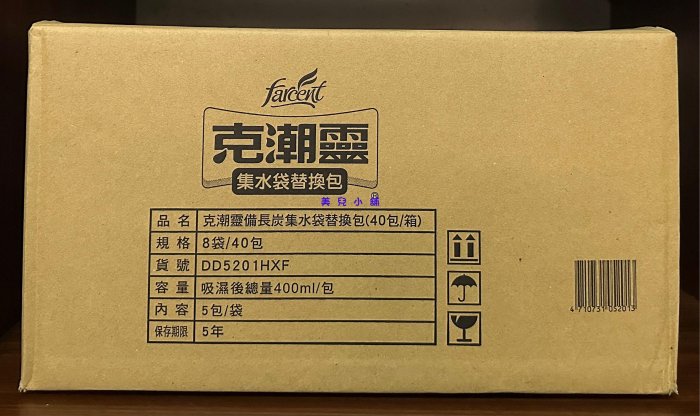 farcent
克潮靈
集水袋替換包
美兒小舖
品名 克潮靈備長炭集水袋替換包(40包/箱)
規格 8袋/40包
貨號 DD5201HXF
容量 吸濕後總量400ml/包
內容 5包/袋
保存期限 5年
4 710731 052013